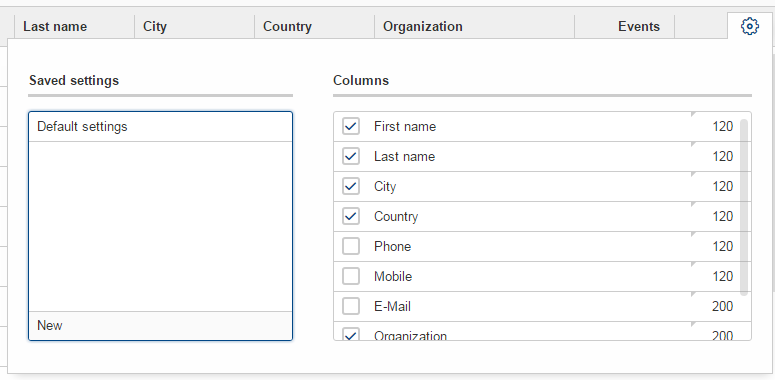 Last name City Country Organization Events
Saved settings
Default settings
New
Columns
First name 120
Last name 120
City 120
Country 120
Phone 120
Mobile 120
E-Mail 200
Organization 200